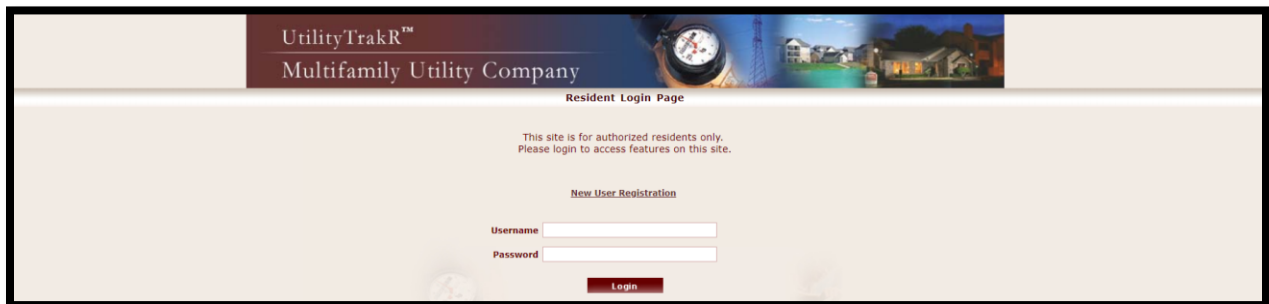 UtilityTrakR™
Multifamily Utility Company
Resident Login Page
This site is for authorized residents only.
Please login to access features on this site.
New User Registration
Username
Password
Login